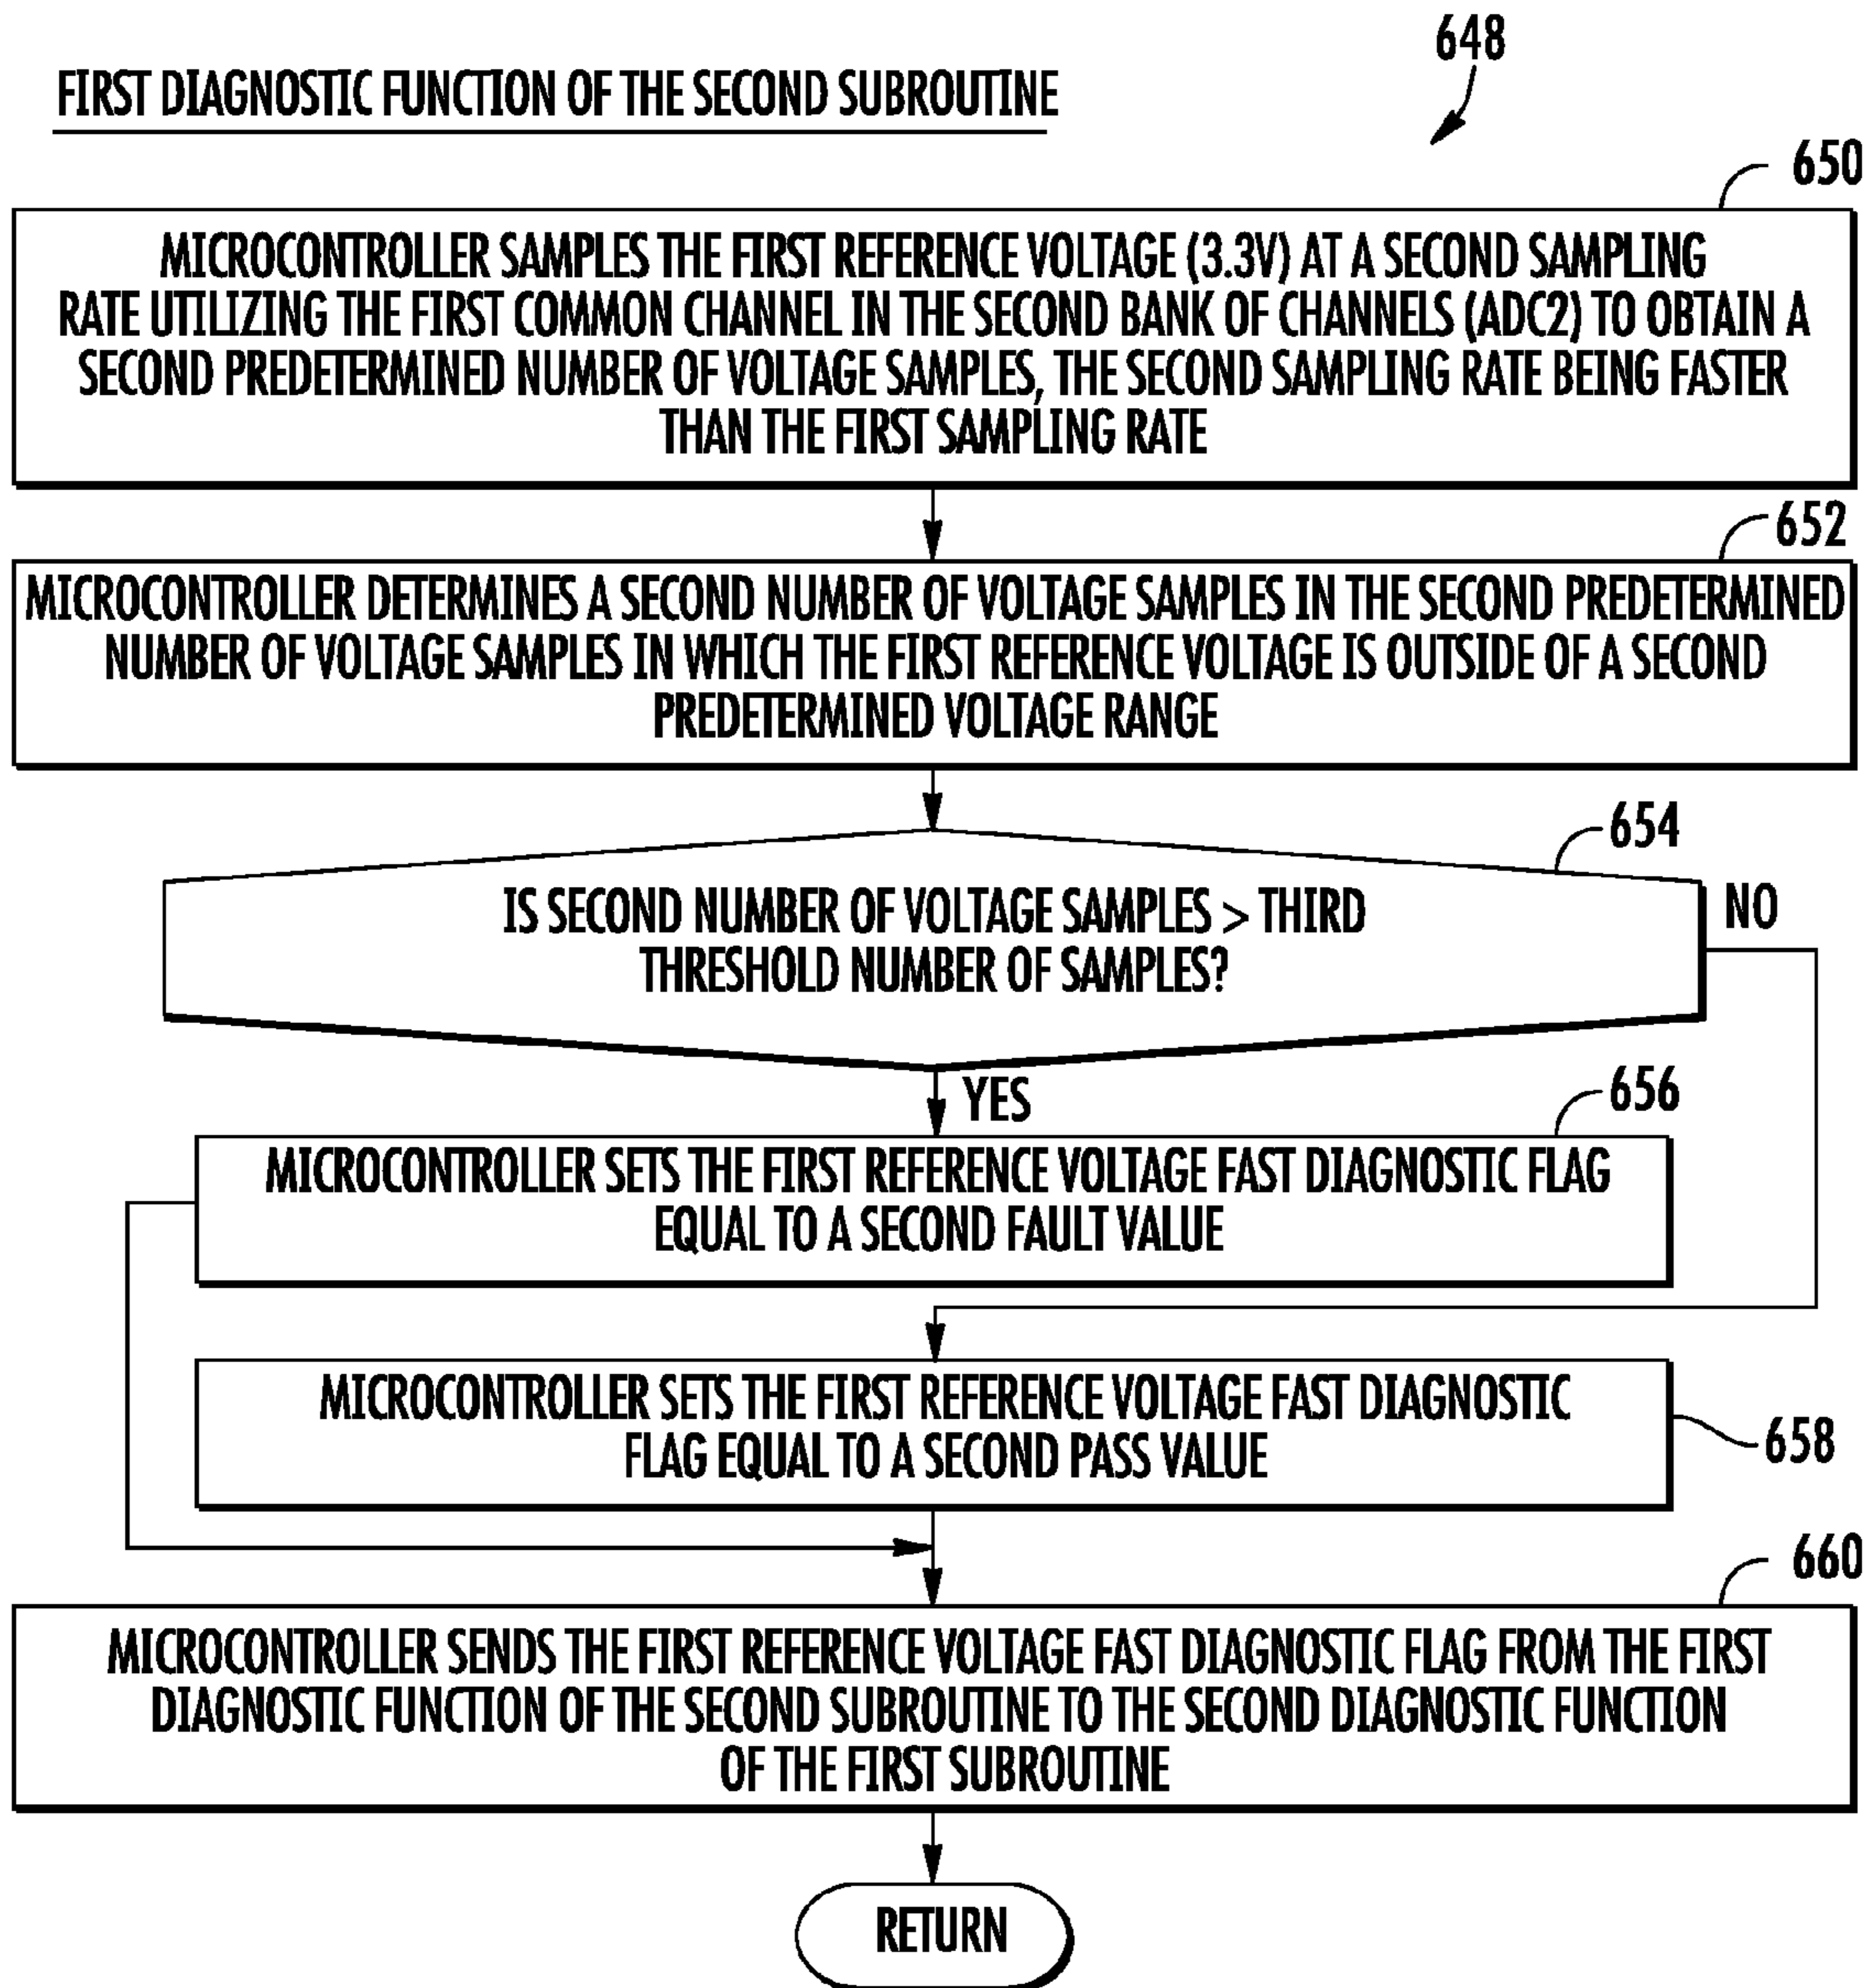 648
FIRST DIAGNOSTIC FUNCTION OF THE SECOND SUBROUTINE
650
MICROCONTROLLER SAMPLES THE FIRST REFERENCE VOLTAGE (3.3V) AT A SECOND SAMPLING
RATE UTILIZING THE FIRST COMMON CHANNEL IN THE SECOND BANK OF CHANNELS (ADC2) TO OBTAIN A
SECOND PREDETERMINED NUMBER OF VOLTAGE SAMPLES, THE SECOND SAMPLING RATE BEING FASTER
THAN THE FIRST SAMPLING RATE
652
MICROCONTROLLER DETERMINES A SECOND NUMBER OF VOLTAGE SAMPLES IN THE SECOND PREDETERMINED
NUMBER OF VOLTAGE SAMPLES IN WHICH THE FIRST REFERENCE VOLTAGE IS OUTSIDE OF A SECOND
PREDETERMINED VOLTAGE RANGE
654
IS SECOND NUMBER OF VOLTAGE SAMPLES > THIRD
THRESHOLD NUMBER OF SAMPLES?
NO
YES
656
MICROCONTROLLER SETS THE FIRST REFERENCE VOLTAGE FAST DIAGNOSTIC FLAG
EQUAL TO A SECOND FAULT VALUE
MICROCONTROLLER SETS THE FIRST REFERENCE VOLTAGE FAST DIAGNOSTIC
FLAG EQUAL TO A SECOND PASS VALUE
658
660
MICROCONTROLLER SENDS THE FIRST REFERENCE VOLTAGE FAST DIAGNOSTIC FLAG FROM THE FIRST
DIAGNOSTIC FUNCTION OF THE SECOND SUBROUTINE TO THE SECOND DIAGNOSTIC FUNCTION
OF THE FIRST SUBROUTINE
RETURN